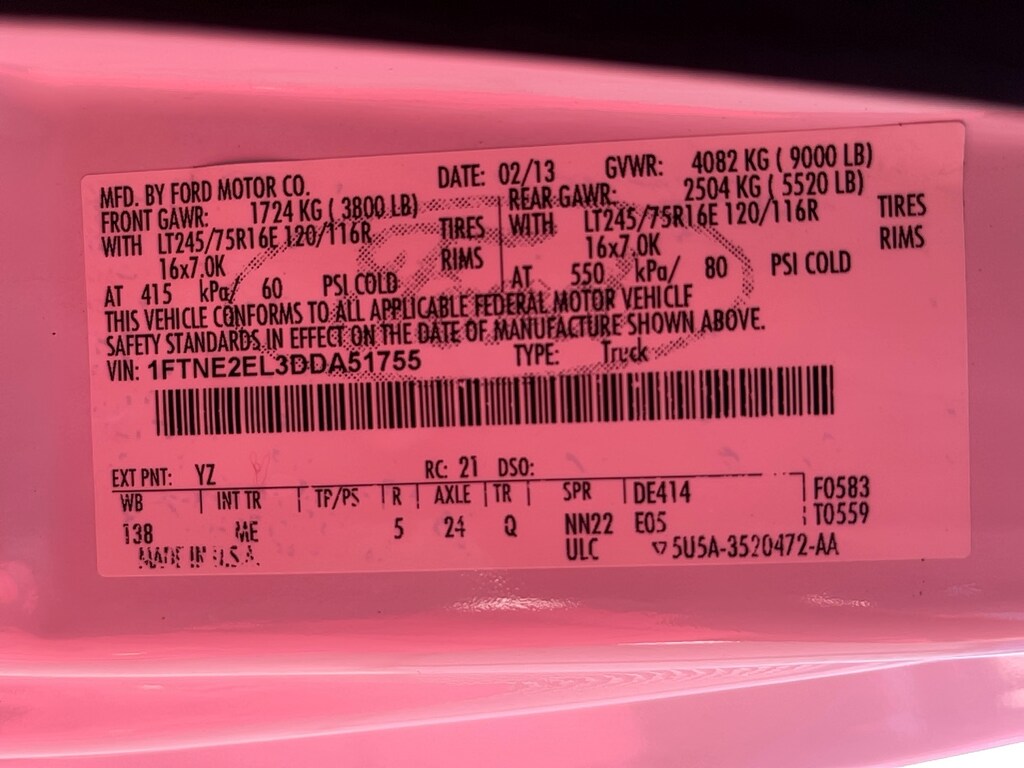 MFD. BY FORD MOTOR CO. DATE: 02/13 GVWR: 4082 KG ( 9000 LB)
FRONT GAWR: 1724 KG ( 3800 LB) REAR GAWR: 2504 KG ( 5520 LB)
WITH LT245/75R16E 120/116R TIRES WITH LT245/75R16E 120/116R TIRES
16x7.0K RIMS 16x7.0K RIMS
AT 415 kPa/ 60 PSI COLD AT 550 kPa/ 80 PSI COLD
THIS VEHICLE CONFORMS TO ALL APPLICABLE FEDERAL MOTOR VEHICLE
SAFETY STANDARDS IN EFFECT ON THE DATE OF MANUFACTURE SHOWN ABOVE.
VIN: 1FTNE2EL3DDA51755 TYPE: Truck
EXT PNT: YZ RC: 21 DSO:
WB INT TR TP/PS R AXLE TR SPR DE414 F0583
138 ME 5 24 Q NN22 E05 T0559
MADE IN U.S.A. ULC 5U5A-3520472-AA